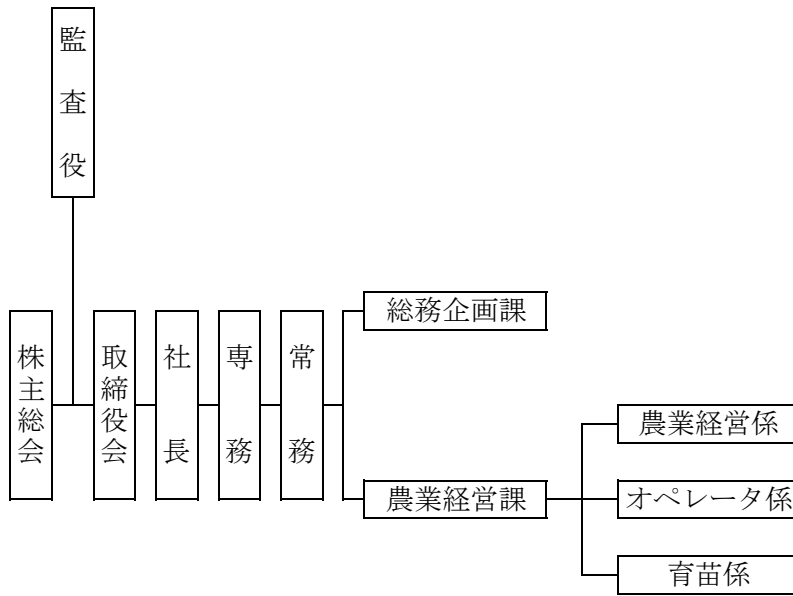 監査役
株主総会
取締役会
社長
専務
常務
総務企画課
農業経営課
農業経営係
オペレータ係
育苗係